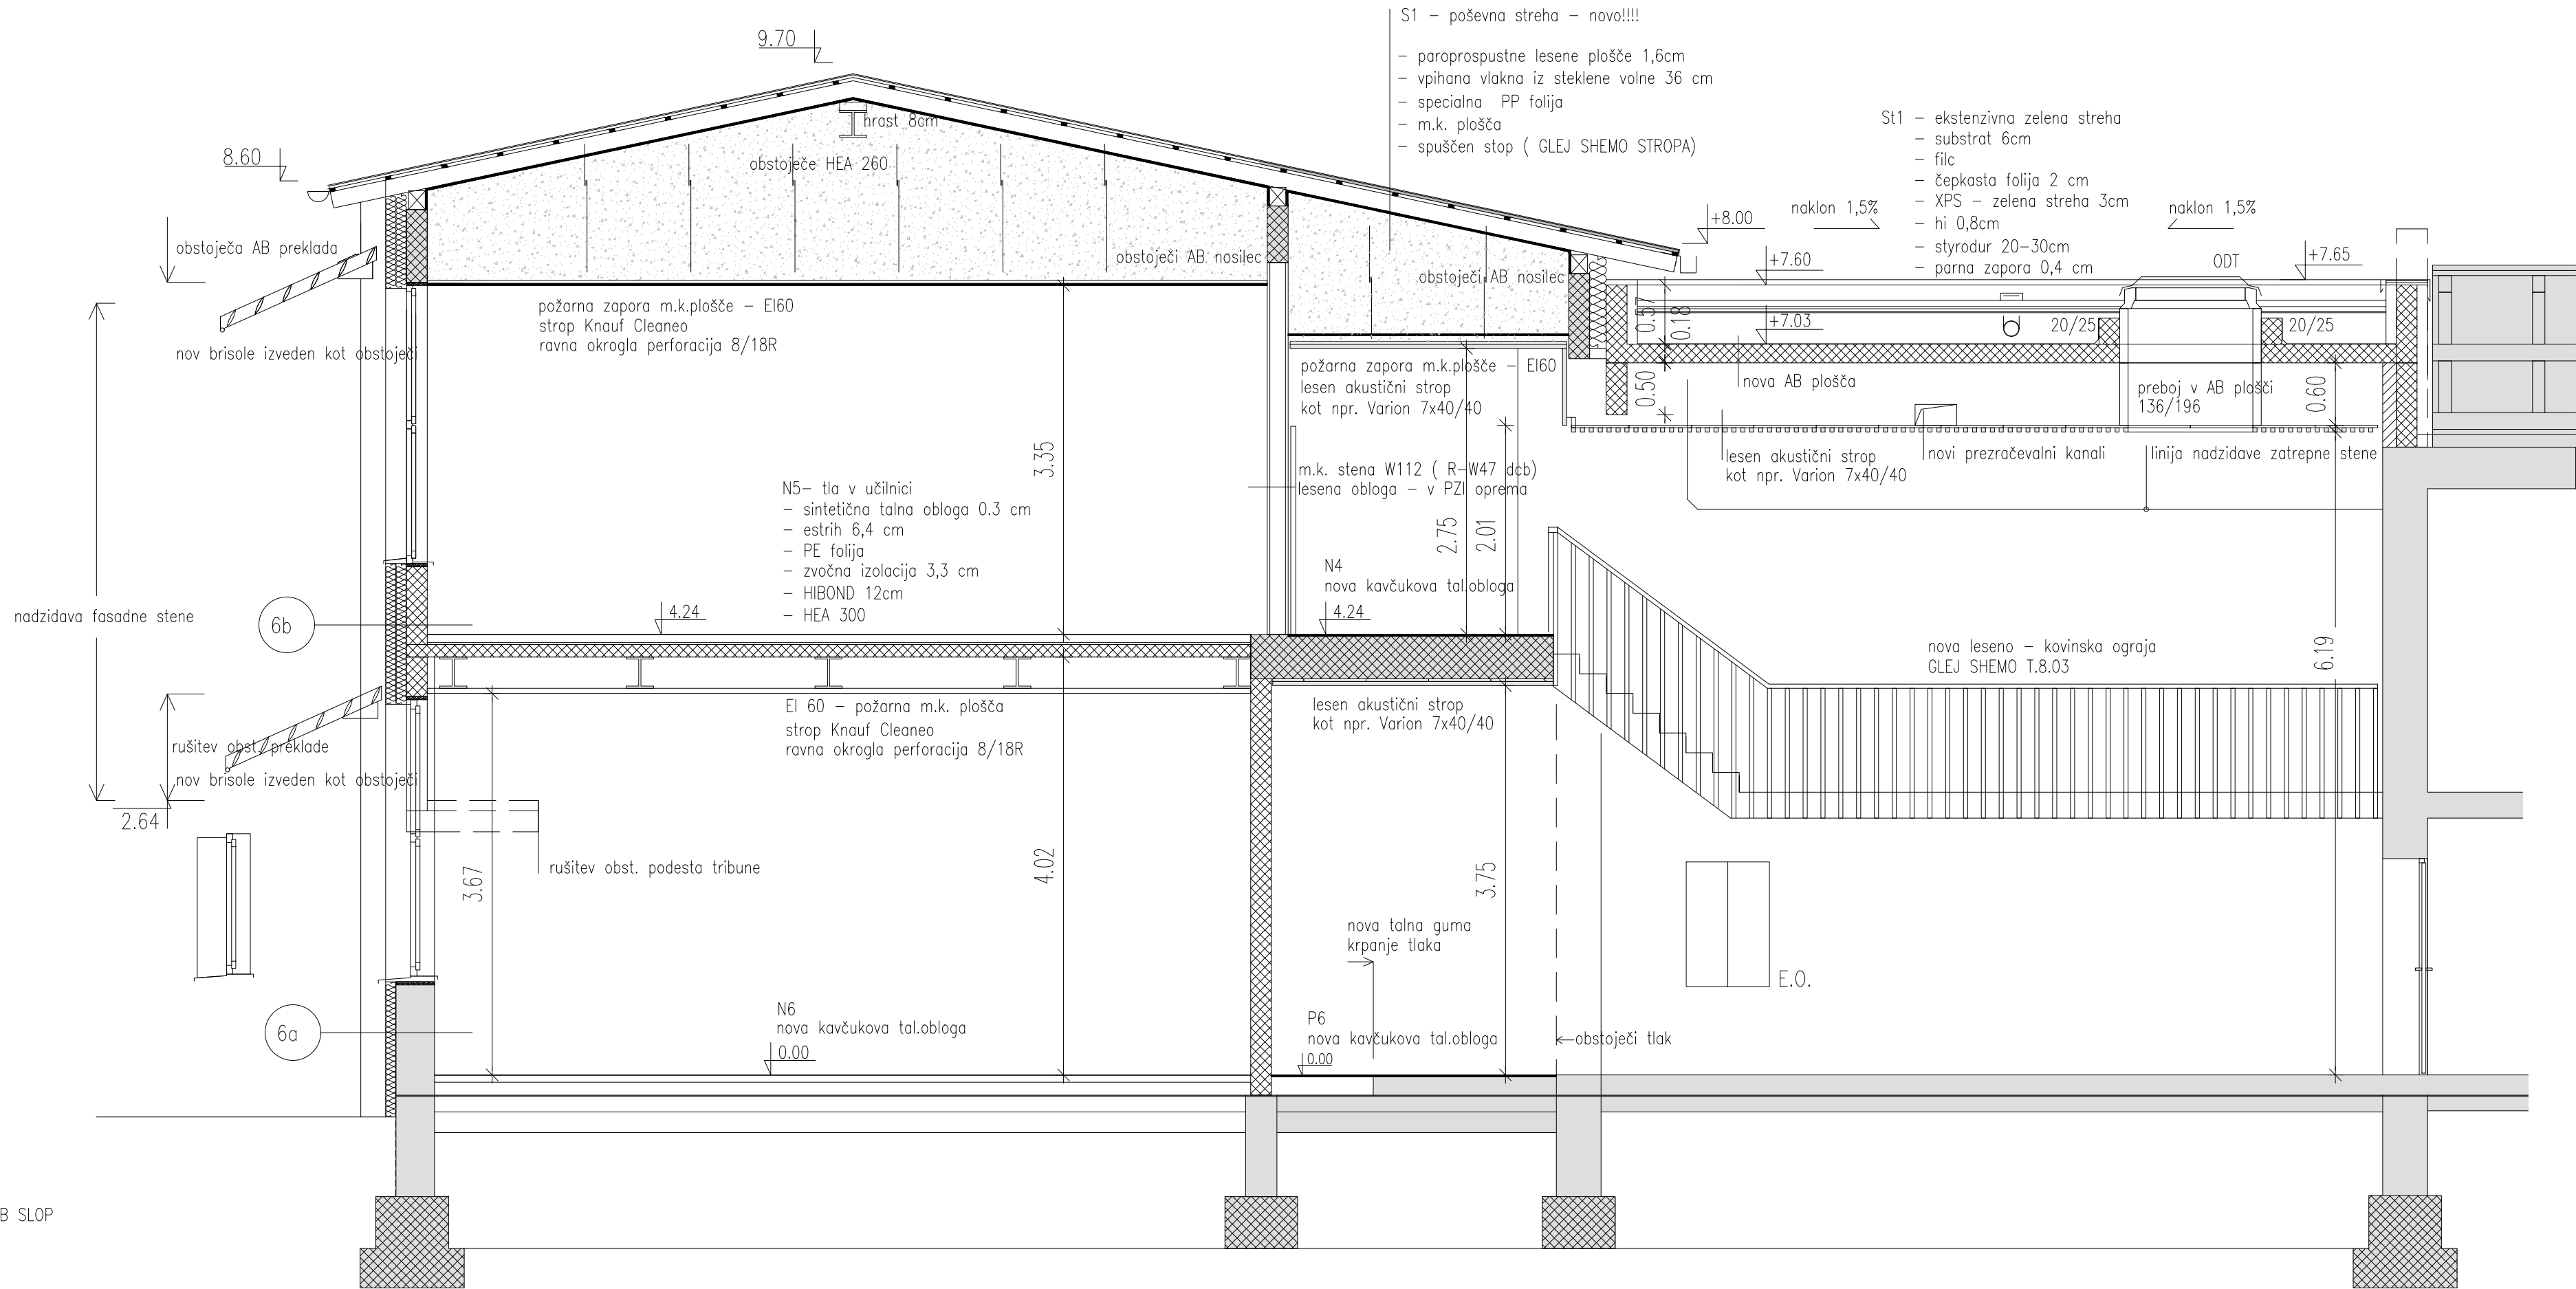 S1 – poševna streha – novo!!!!
– paroprospustne lesene plošče 1,6cm
– vpihana vlakna iz steklene volne 36 cm
– specialna PP folija
– m.k. plošča
– spuščen stop ( GLEJ SHEMO STROPA)
9.70
8.60
hrast 8cm
obstoječe HEA 260
St1 – ekstenzivna zelena streha
– substrat 6cm
– filc
– čepkasta folija 2 cm
– XPS – zelena streha 3cm
– hi 0,8cm
– styrodur 20–30cm
– parna zapora 0,4 cm
naklon 1,5%
naklon 1,5%
+8.00
+7.60
+7.03
+7.65
ODT
obstoječa AB preklada
nov brisole izveden kot obstoječi
obstoječi AB nosilec
obstoječi AB nosilec
0.57
0.18
0.50
20/25
20/25
požarna zapora m.k.plošče – EI60
strop Knauf Cleaneo
ravna okrogla perforacija 8/18R
požarna zapora m.k.plošče – EI60
lesen akustični strop
kot npr. Varion 7x40/40
nova AB plošča
preboj v AB plošči
136/196
0.60
3.35
m.k. stena W112 ( R–W47 dcb)
lesena obloga – v PZI oprema
lesen akustični strop
kot npr. Varion 7x40/40
novi prezračevalni kanali
linija nadzidave zatrepne stene
N5– tla v učilnici
– sintetična talna obloga 0.3 cm
– estrih 6,4 cm
– PE folija
– zvočna izolacija 3,3 cm
– HIBOND 12cm
– HEA 300
2.75
2.01
N4
nova kavčukova tal.obloga
4.24
4.24
nadzidava fasadne stene
6b
nova leseno – kovinska ograja
GLEJ SHEMO T.8.03
6.19
EI 60 – požarna m.k. plošča
strop Knauf Cleaneo
ravna okrogla perforacija 8/18R
lesen akustični strop
kot npr. Varion 7x40/40
rušitev obst. preklade
nov brisole izveden kot obstoječi
2.64
rušitev obst. podesta tribune
3.67
4.02
3.75
nova talna guma
krpanje tlaka
E.O.
6a
N6
nova kavčukova tal.obloga
0.00
P6
nova kavčukova tal.obloga
0.00
obstoječi tlak
B SLOP